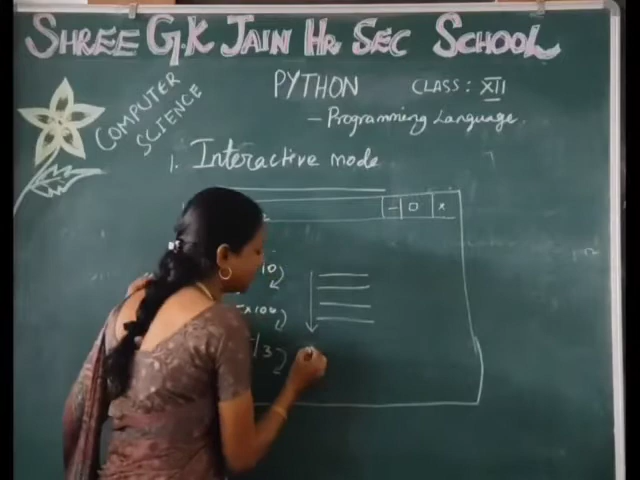 SHREE G.K JAIN HR SEC SCHOOL
COMPUTER
SCIENCE
PYTHON CLASS: XII
- Programming Language.
1. Interactive mode
- O x